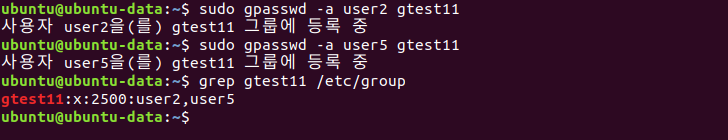 ubuntu@ubuntu-data:~$ sudo gpasswd -a user2 gtest11
사용자 user2을(를) gtest11 그룹에 등록 중
ubuntu@ubuntu-data:~$ sudo gpasswd -a user5 gtest11
사용자 user5을(를) gtest11 그룹에 등록 중
ubuntu@ubuntu-data:~$ grep gtest11 /etc/group
gtest11:x:2500:user2,user5
ubuntu@ubuntu-data:~$